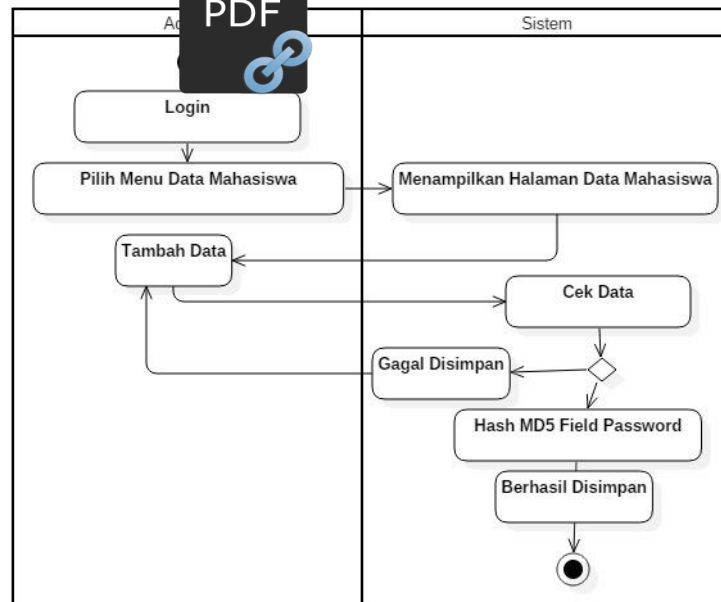 PDF
Sistem
Login
Pilih Menu Data Mahasiswa
Menampilkan Halaman Data Mahasiswa
Tambah Data
Cek Data
Gagal Disimpan
Hash MD5 Field Password
Berhasil Disimpan